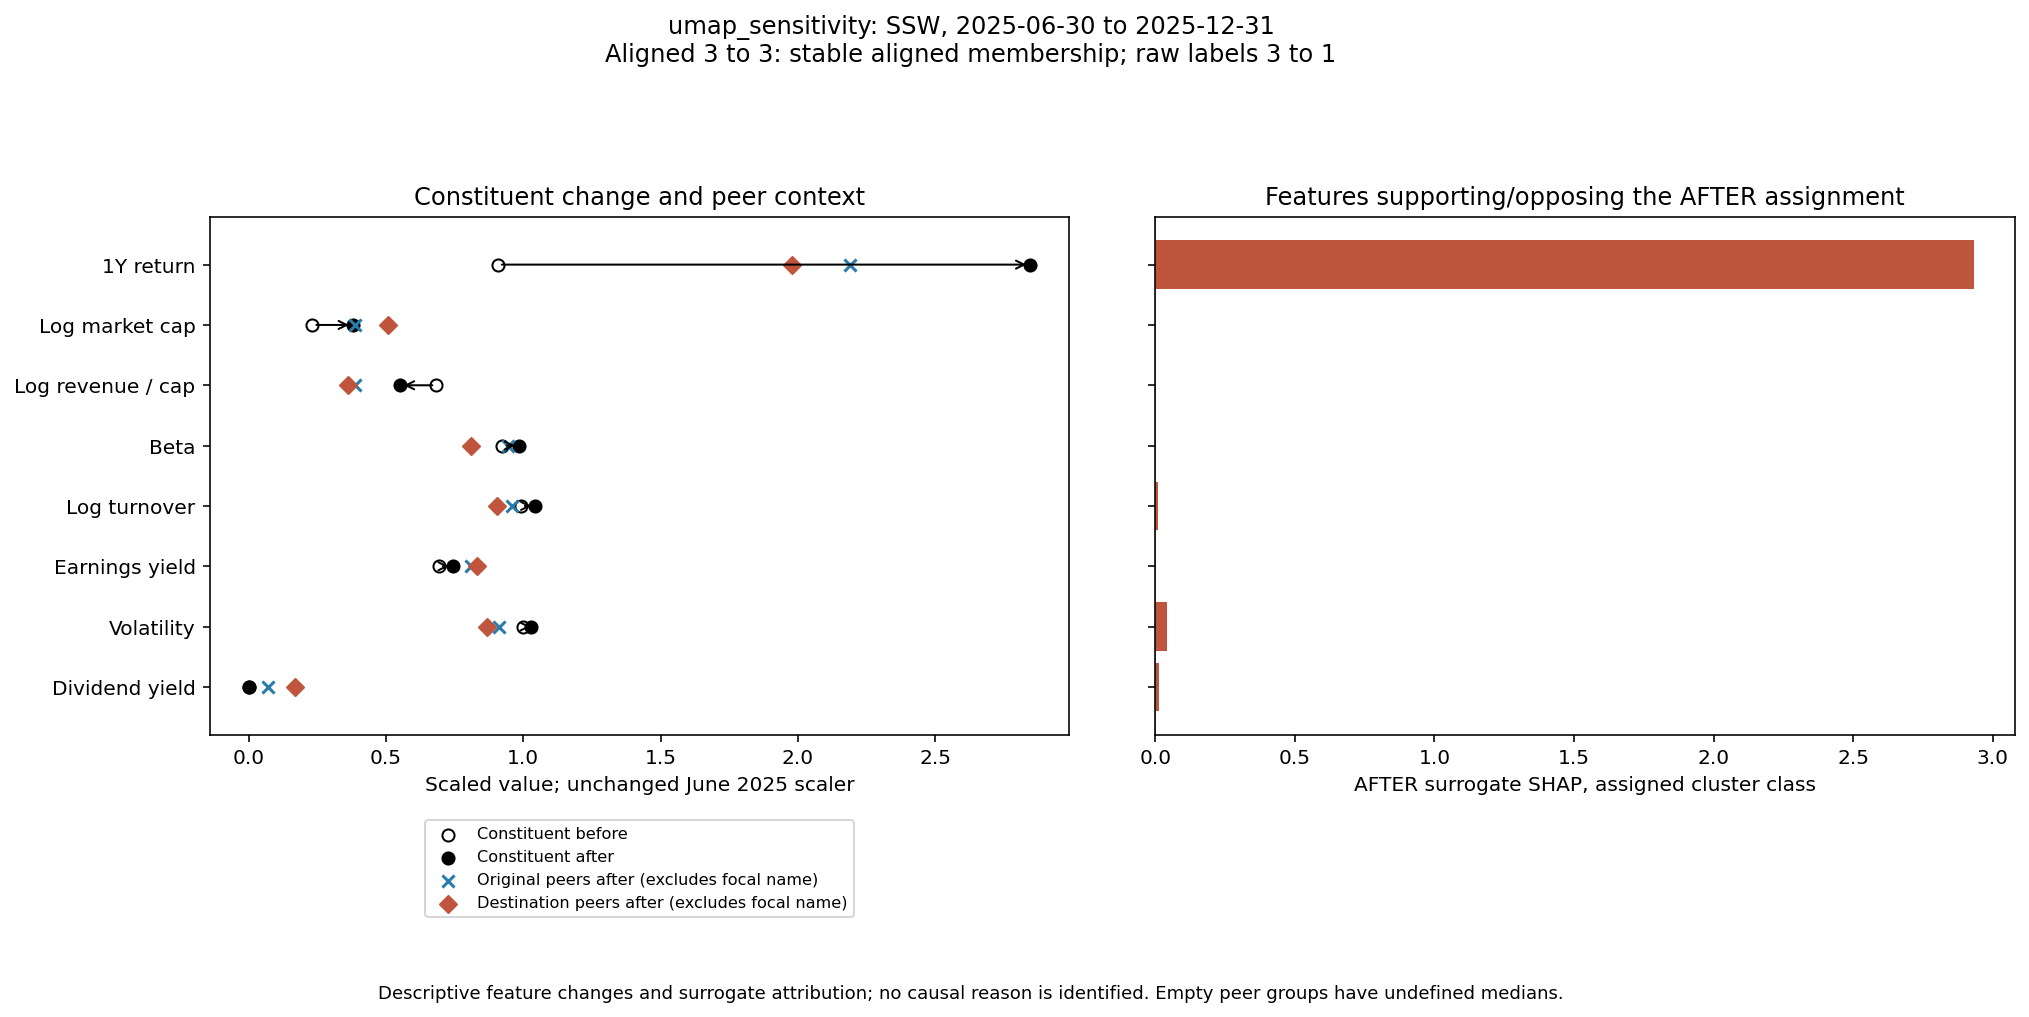 umap_sensitivity: SSW, 2025-06-30 to 2025-12-31
Aligned 3 to 3: stable aligned membership; raw labels 3 to 1
Constituent change and peer context
1Y return
Log market cap
Log revenue / cap
Beta
Log turnover
Earnings yield
Volatility
Dividend yield
0.0 0.5 1.0 1.5 2.0 2.5
Scaled value; unchanged June 2025 scaler
Constituent before
Constituent after
Original peers after (excludes focal name)
Destination peers after (excludes focal name)
Features supporting/opposing the AFTER assignment
0.0 0.5 1.0 1.5 2.0 2.5 3.0
AFTER surrogate SHAP, assigned cluster class
Descriptive feature changes and surrogate attribution; no causal reason is identified. Empty peer groups have undefined medians.